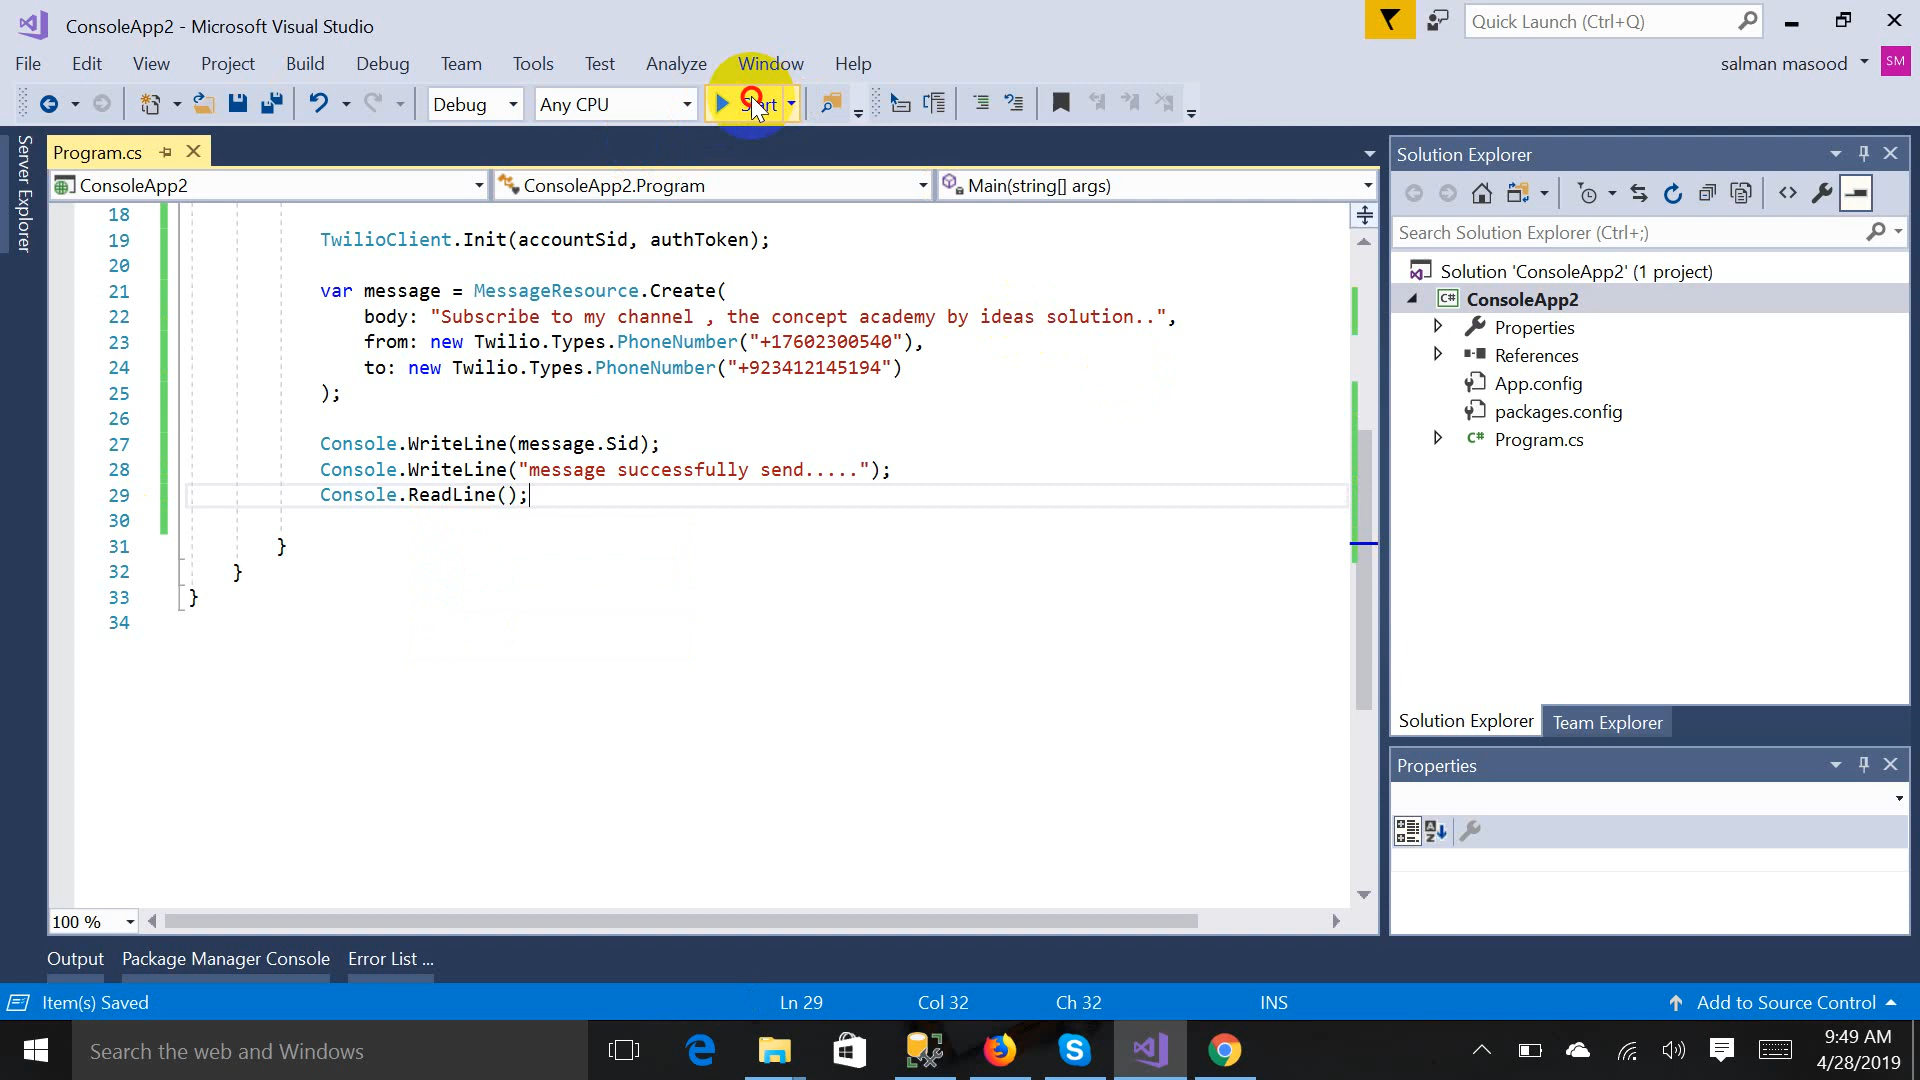 ConsoleApp2 - Microsoft Visual Studio
Quick Launch (Ctrl+Q)
File Edit View Project Build Debug Team Tools Test Analyze Window Help
salman masood SM
Debug Any CPU Start
Server Explorer
Program.cs
ConsoleApp2 ConsoleApp2.Program Main(string[] args)
18
19 TwilioClient.Init(accountSid, authToken);
20
21 var message = MessageResource.Create(
22 body: "Subscribe to my channel , the concept academy by ideas solution..",
23 from: new Twilio.Types.PhoneNumber("+17602300540"),
24 to: new Twilio.Types.PhoneNumber("+923412145194")
25 );
26
27 Console.WriteLine(message.Sid);
28 Console.WriteLine("message successfully send.....");
29 Console.ReadLine();
30
31 }
32 }
33 }
34
100 %
Solution Explorer
Search Solution Explorer (Ctrl+;)
Solution 'ConsoleApp2' (1 project)
C# ConsoleApp2
Properties
References
App.config
packages.config
C# Program.cs
Solution Explorer Team Explorer
Properties
Output Package Manager Console Error List ...
Item(s) Saved Ln 29 Col 32 Ch 32 INS Add to Source Control
Search the web and Windows
9:49 AM
4/28/2019